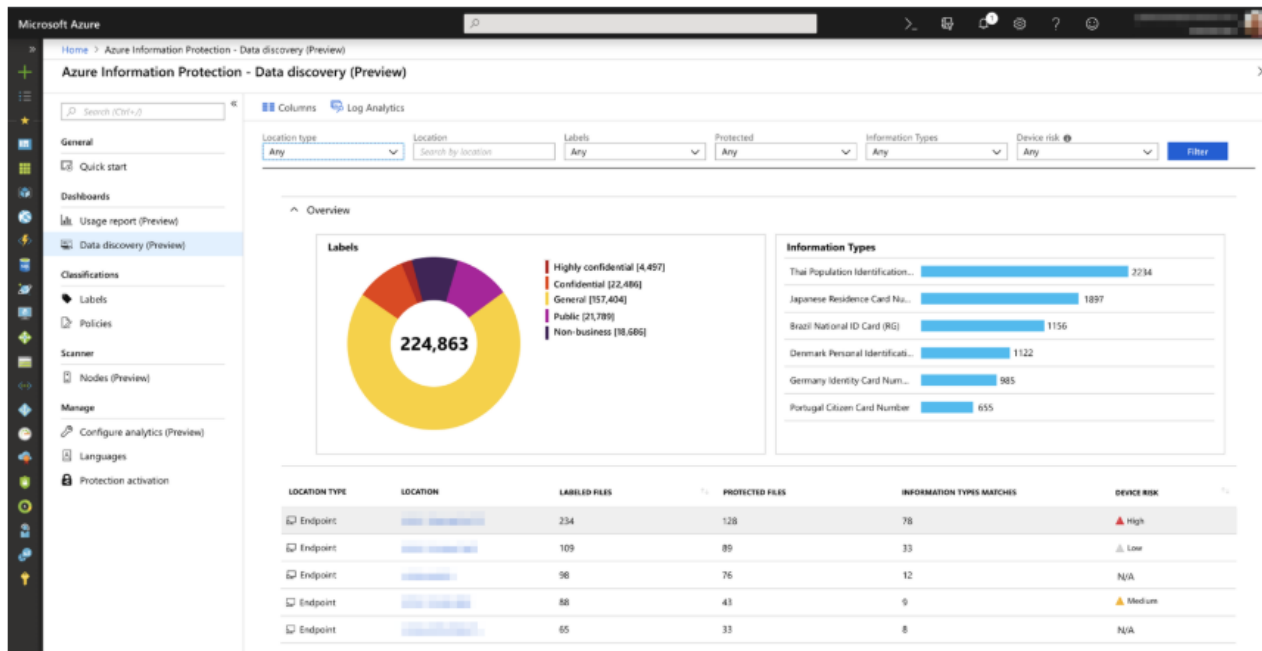 Microsoft Azure
1
Home > Azure Information Protection - Data discovery (Preview)
Azure Information Protection - Data discovery (Preview)
Search (Ctrl+/)
General
Quick start
Dashboards
Usage report (Preview)
Data discovery (Preview)
Classifications
Labels
Policies
Scanner
Nodes (Preview)
Manage
Configure analytics (Preview)
Languages
Protection activation
Columns Log Analytics
Location type Location Labels Protected Information Types Device risk
Any Search by location Any Any Any Any Filter
Overview
Labels
224,863
Highly confidential [4,497]
Confidential [22,486]
General [157,404]
Public [21,789]
Non-business [18,686]
Information Types
Thai Population Identification... 2234
Japanese Residence Card Nu... 1897
Brazil National ID Card (RG) 1156
Denmark Personal Identificati... 1122
Germany Identity Card Num... 985
Portugal Citizen Card Number 655
LOCATION TYPE LOCATION LABELED FILES PROTECTED FILES INFORMATION TYPES MATCHES DEVICE RISK
Endpoint 234 128 78 High
Endpoint 109 89 33 Low
Endpoint 98 76 12 N/A
Endpoint 88 43 9 Medium
Endpoint 65 33 8 N/A